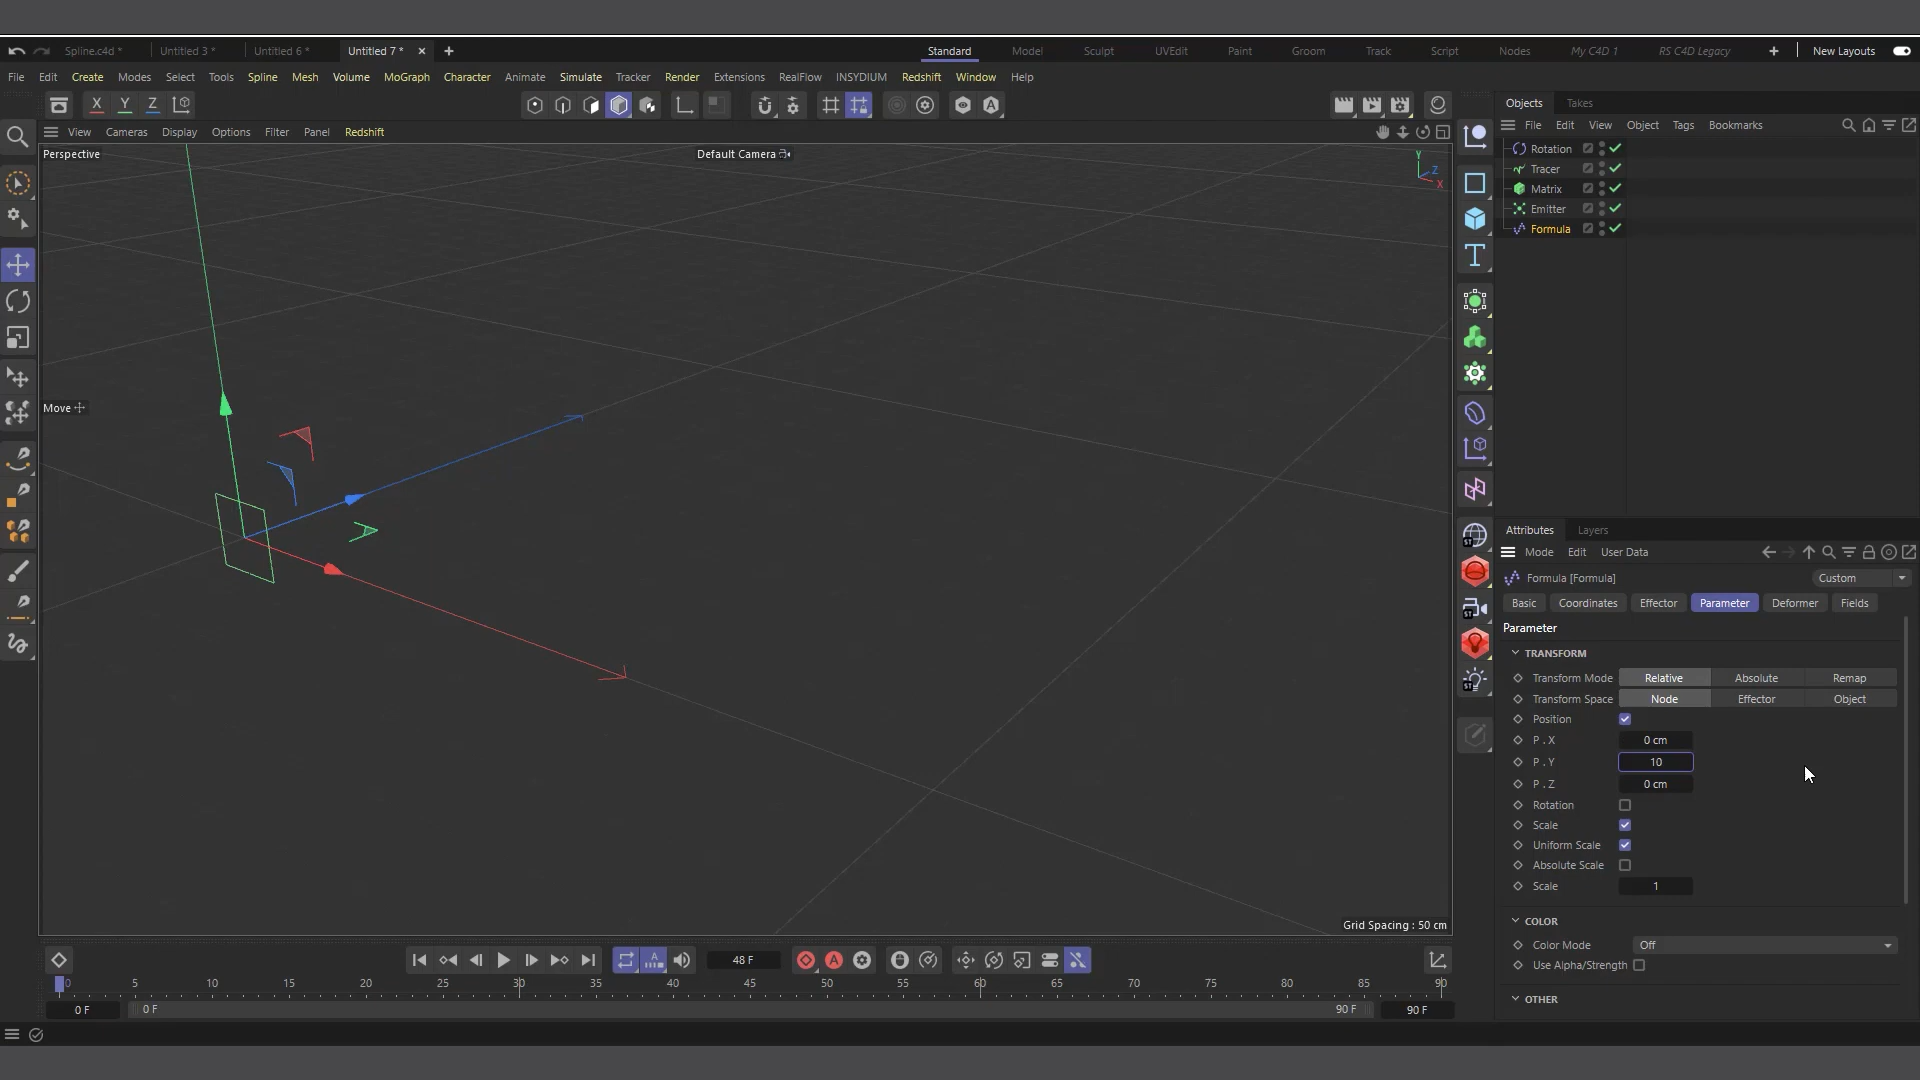 Spline.c4d * Untitled 3 * Untitled 6 * Untitled 7 * Standard Model Sculpt UVEdit Paint Groom Track Script Nodes My C4D 1 RS C4D Legacy New Layouts
File Edit Create Modes Select Tools Spline Mesh Volume MoGraph Character Animate Simulate Tracker Render Extensions RealFlow INSYDIUM Redshift Window Help
X Y Z
A
Objects Takes
File Edit View Object Tags Bookmarks
View Cameras Display Options Filter Panel Redshift
Perspective
Default Camera
Y
Z
X
Rotation
Tracer
Matrix
Emitter
Formula
Move
T
ST
ST
ST
Attributes Layers
Mode Edit User Data
Formula [Formula] Custom
Basic Coordinates Effector Parameter Deformer Fields
Parameter
TRANSFORM
Transform Mode Relative Absolute Remap
Transform Space Node Effector Object
Position
P . X 0 cm
P . Y 10
P . Z 0 cm
Rotation
Scale
Uniform Scale
Absolute Scale
Scale 1
COLOR
Color Mode Off
Use Alpha/Strength
OTHER
Grid Spacing : 50 cm
A 48 F A
0 5 10 15 20 25 30 35 40 45 50 55 60 65 70 75 80 85 90
0 F 0 F 90 F 90 F